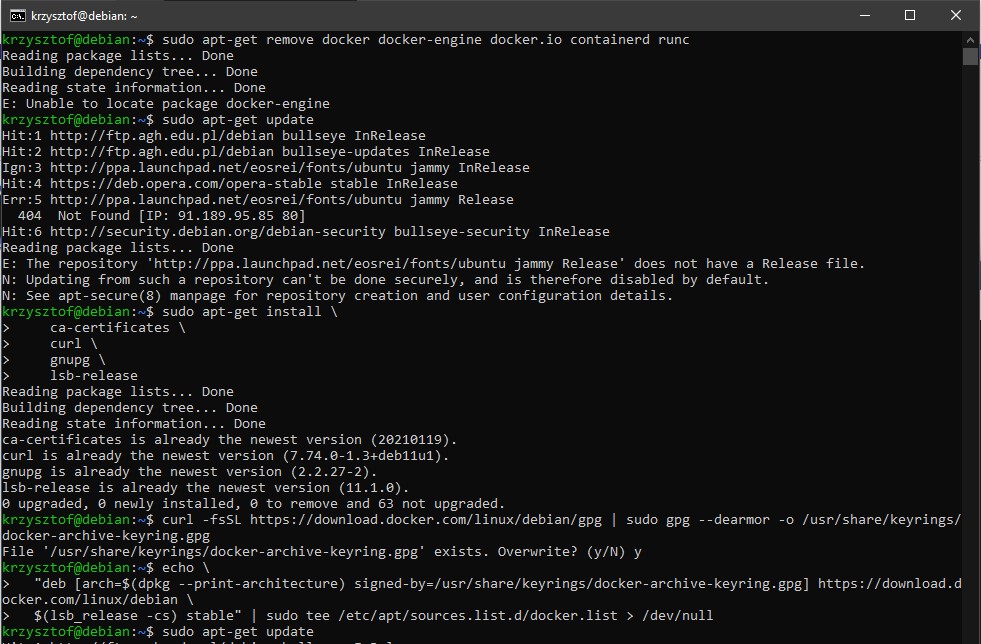 krzysztof@debian: ~
krzysztof@debian:~$ sudo apt-get remove docker docker-engine docker.io containerd runc
Reading package lists... Done
Building dependency tree... Done
Reading state information... Done
E: Unable to locate package docker-engine
krzysztof@debian:~$ sudo apt-get update
Hit:1 http://ftp.agh.edu.pl/debian bullseye InRelease
Hit:2 http://ftp.agh.edu.pl/debian bullseye-updates InRelease
Ign:3 http://ppa.launchpad.net/eosrei/fonts/ubuntu jammy InRelease
Hit:4 https://deb.opera.com/opera-stable stable InRelease
Err:5 http://ppa.launchpad.net/eosrei/fonts/ubuntu jammy Release
  404  Not Found [IP: 91.189.95.85 80]
Hit:6 http://security.debian.org/debian-security bullseye-security InRelease
Reading package lists... Done
E: The repository 'http://ppa.launchpad.net/eosrei/fonts/ubuntu jammy Release' does not have a Release file.
N: Updating from such a repository can't be done securely, and is therefore disabled by default.
N: See apt-secure(8) manpage for repository creation and user configuration details.
krzysztof@debian:~$ sudo apt-get install \
>     ca-certificates \
>     curl \
>     gnupg \
>     lsb-release
Reading package lists... Done
Building dependency tree... Done
Reading state information... Done
ca-certificates is already the newest version (20210119).
curl is already the newest version (7.74.0-1.3+deb11u1).
gnupg is already the newest version (2.2.27-2).
lsb-release is already the newest version (11.1.0).
0 upgraded, 0 newly installed, 0 to remove and 63 not upgraded.
krzysztof@debian:~$ curl -fsSL https://download.docker.com/linux/debian/gpg | sudo gpg --dearmor -o /usr/share/keyrings/
docker-archive-keyring.gpg
File '/usr/share/keyrings/docker-archive-keyring.gpg' exists. Overwrite? (y/N) y
krzysztof@debian:~$ echo \
>   "deb [arch=$(dpkg --print-architecture) signed-by=/usr/share/keyrings/docker-archive-keyring.gpg] https://download.d
ocker.com/linux/debian \
>   $(lsb_release -cs) stable" | sudo tee /etc/apt/sources.list.d/docker.list > /dev/null
krzysztof@debian:~$ sudo apt-get update